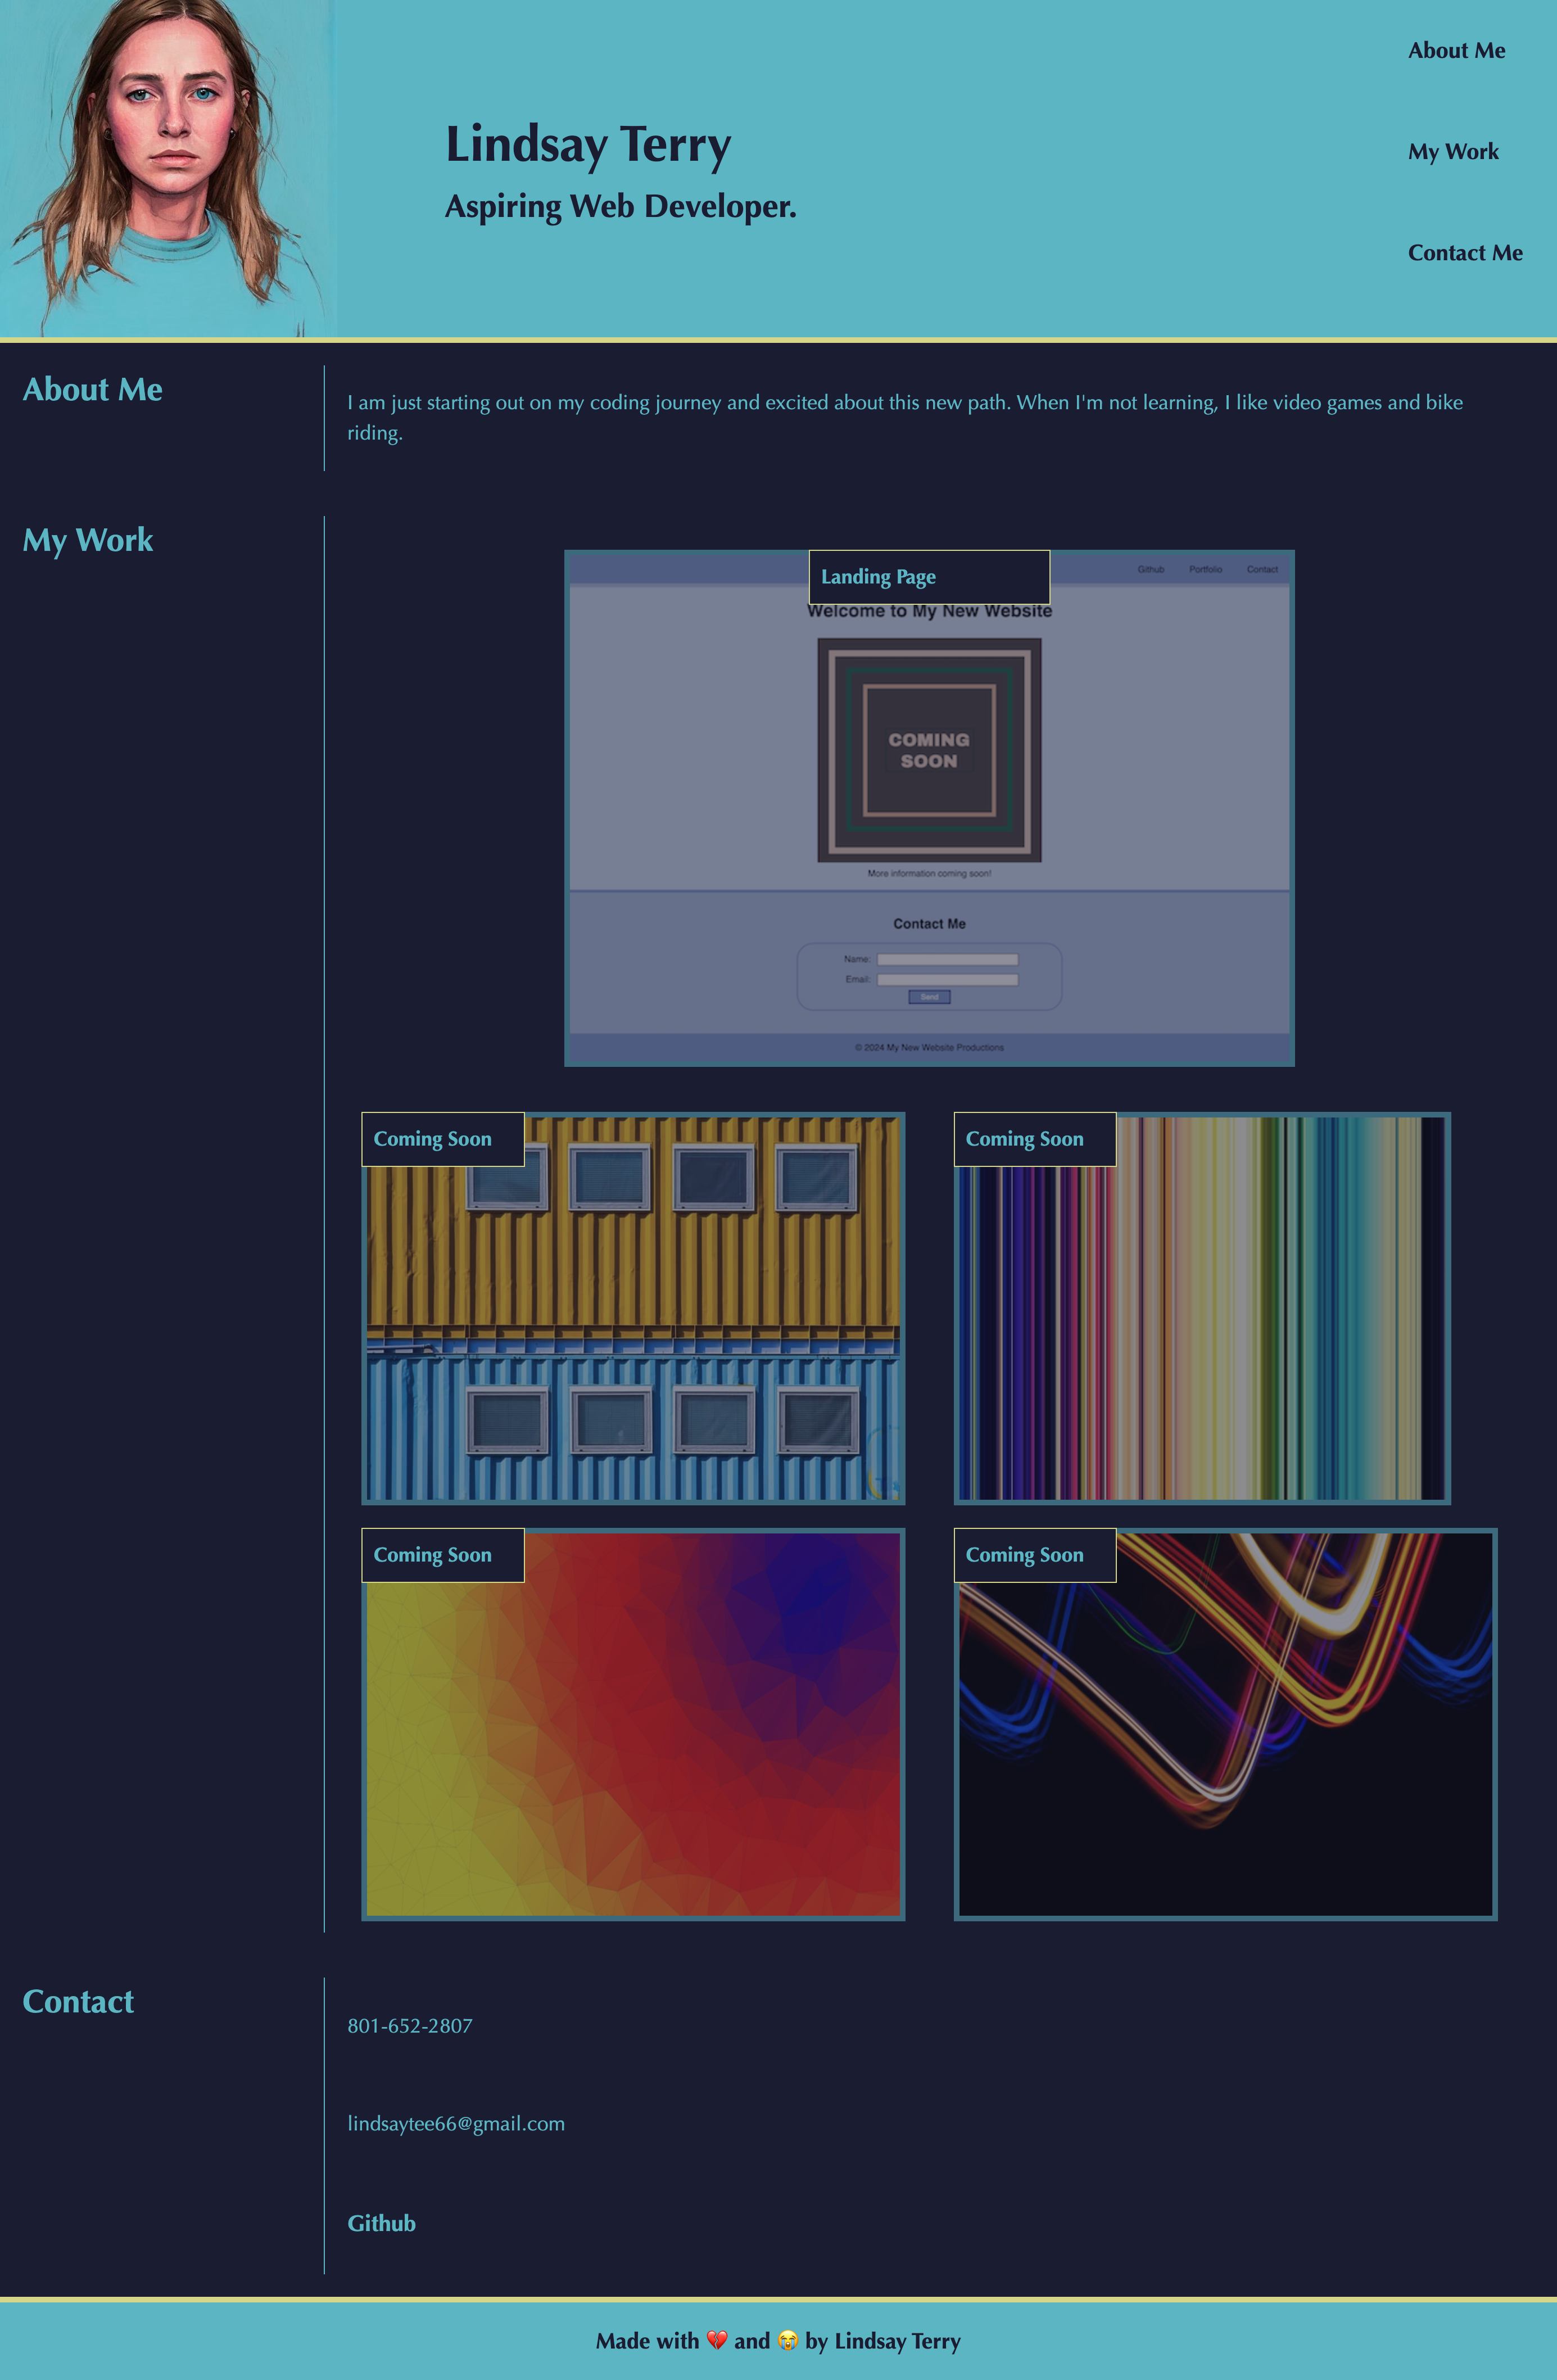 About Me
My Work
Contact Me
Lindsay Terry
Aspiring Web Developer.
About Me
I am just starting out on my coding journey and excited about this new path. When I'm not learning, I like video games and bike
riding.
My Work
Landing Page
Github Portfolio Contact
Welcome to My New Website
COMING
SOON
More information coming soon!
Contact Me
Name:
Email:
Send
© 2024 My New Website Productions
Coming Soon
Coming Soon
Coming Soon
Coming Soon
Contact
801-652-2807
lindsaytee66@gmail.com
Github
Made with 💔 and 😭 by Lindsay Terry